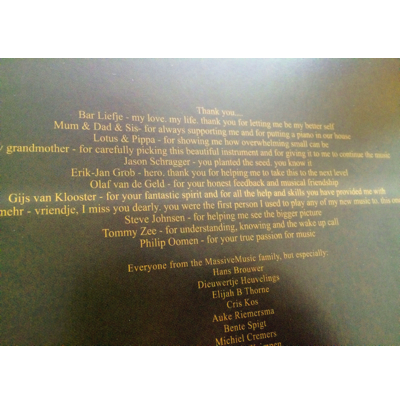 Thank you....
Bar Liefje - my love. my life. thank you for letting me be my better self
Mum & Dad & Sis- for always supporting me and for putting a piano in our house
Lotus & Pippa - for showing me how overwhelming small can be
grandmother - for carefully picking this beautiful instrument and for giving it to me to continue the music
Jason Schragger - you planted the seed. you know it
Erik-Jan Grob - hero. thank you for helping me to take this to the next level
Olaf van de Geld - for your honest feedback and musical friendship
Gijs van Klooster - for your fantastic spirit and for all the help and skills you have provided me with
- vriendje, I miss you dearly. you were the first person I used to play any of my new music to. this
Steve Johnsen - for helping me see the bigger picture
Tommy Zee - for understanding, knowing and the wake up call
Philip Oomen - for your true passion for music
Everyone from the MassiveMusic family, but especially:
Hans Brouwer
Dieuwertje Heuvelings
Elijah B Thorne
Cris Kos
Auke Riemersma
Bente Spigt
Michiel Cremers